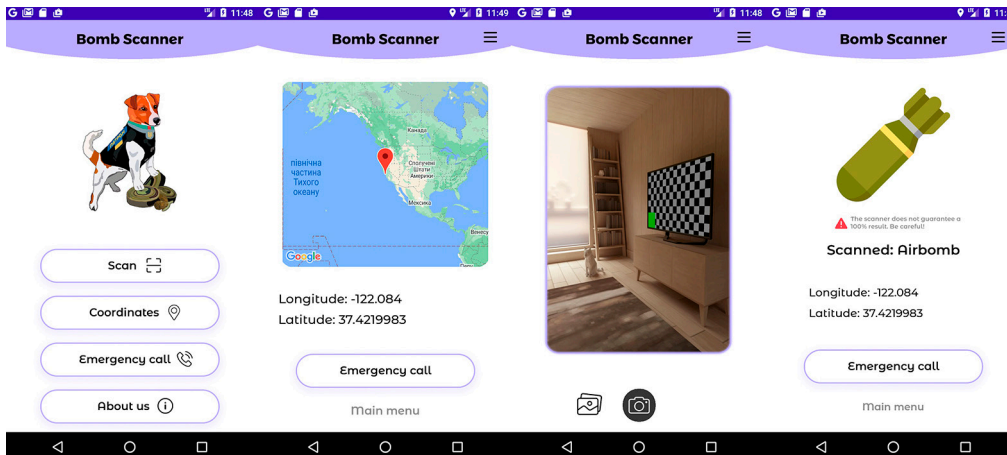 11:48
Bomb Scanner
Scan
Coordinates
Emergency call
About us
11:49
Bomb Scanner
Канада
північна
частина
Тихого
океану
Сполучені
Штати
Америки
Мексика
Google
Longitude: -122.084
Latitude: 37.4219983
Emergency call
Main menu
11:48
Bomb Scanner
11:
Bomb Scanner
The scanner does not guarantee a
100% result. Be careful!
Scanned: Airbomb
Longitude: -122.084
Latitude: 37.4219983
Emergency call
Main menu